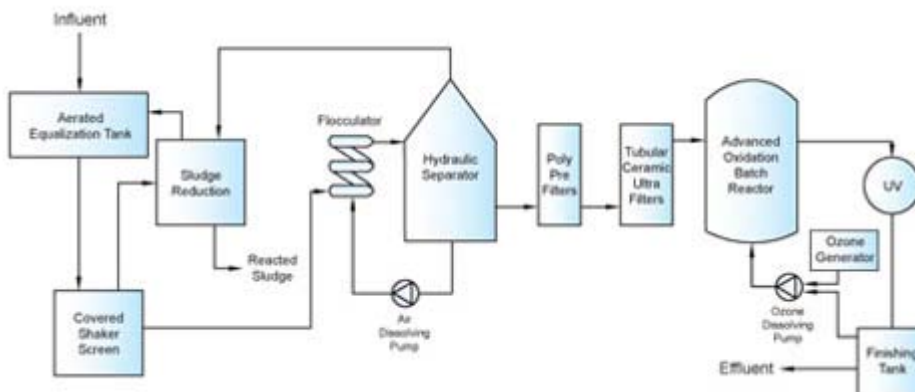 Influent
Aerated
Equalization Tank
Sludge
Reduction
Reacted
Sludge
Covered
Shaker
Screen
Flocculator
Hydraulic
Separator
Air
Dissolving
Pump
Poly
Pre
Filters
Tubular
Ceramic
Ultra
Filters
Advanced
Oxidation
Batch
Reactor
UV
Ozone
Generator
Ozone
Dissolving
Pump
Finishing
Tank
Effluent